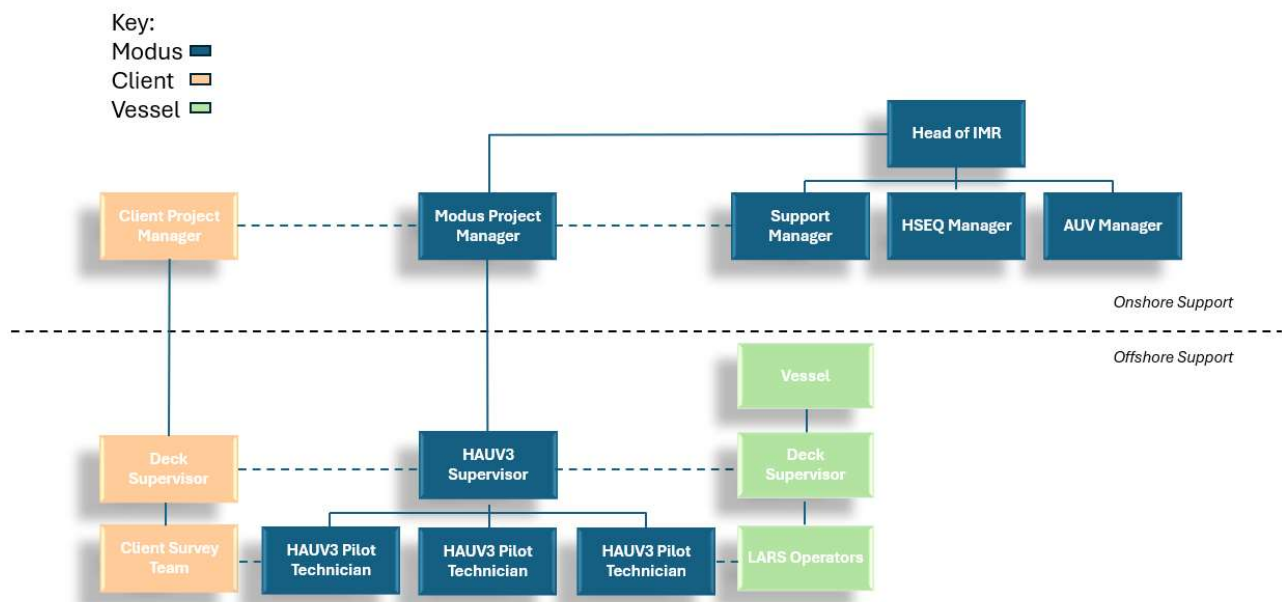 Key:
Modus
Client
Vessel
Head of IMR
Client Project
Manager
Modus Project
Manager
Support
Manager
HSEQ Manager
AUV Manager
Onshore Support
Offshore Support
Vessel
Deck
Supervisor
HAUV3
Supervisor
Deck
Supervisor
Client Survey
Team
HAUV3 Pilot
Technician
HAUV3 Pilot
Technician
HAUV3 Pilot
Technician
LARS Operators